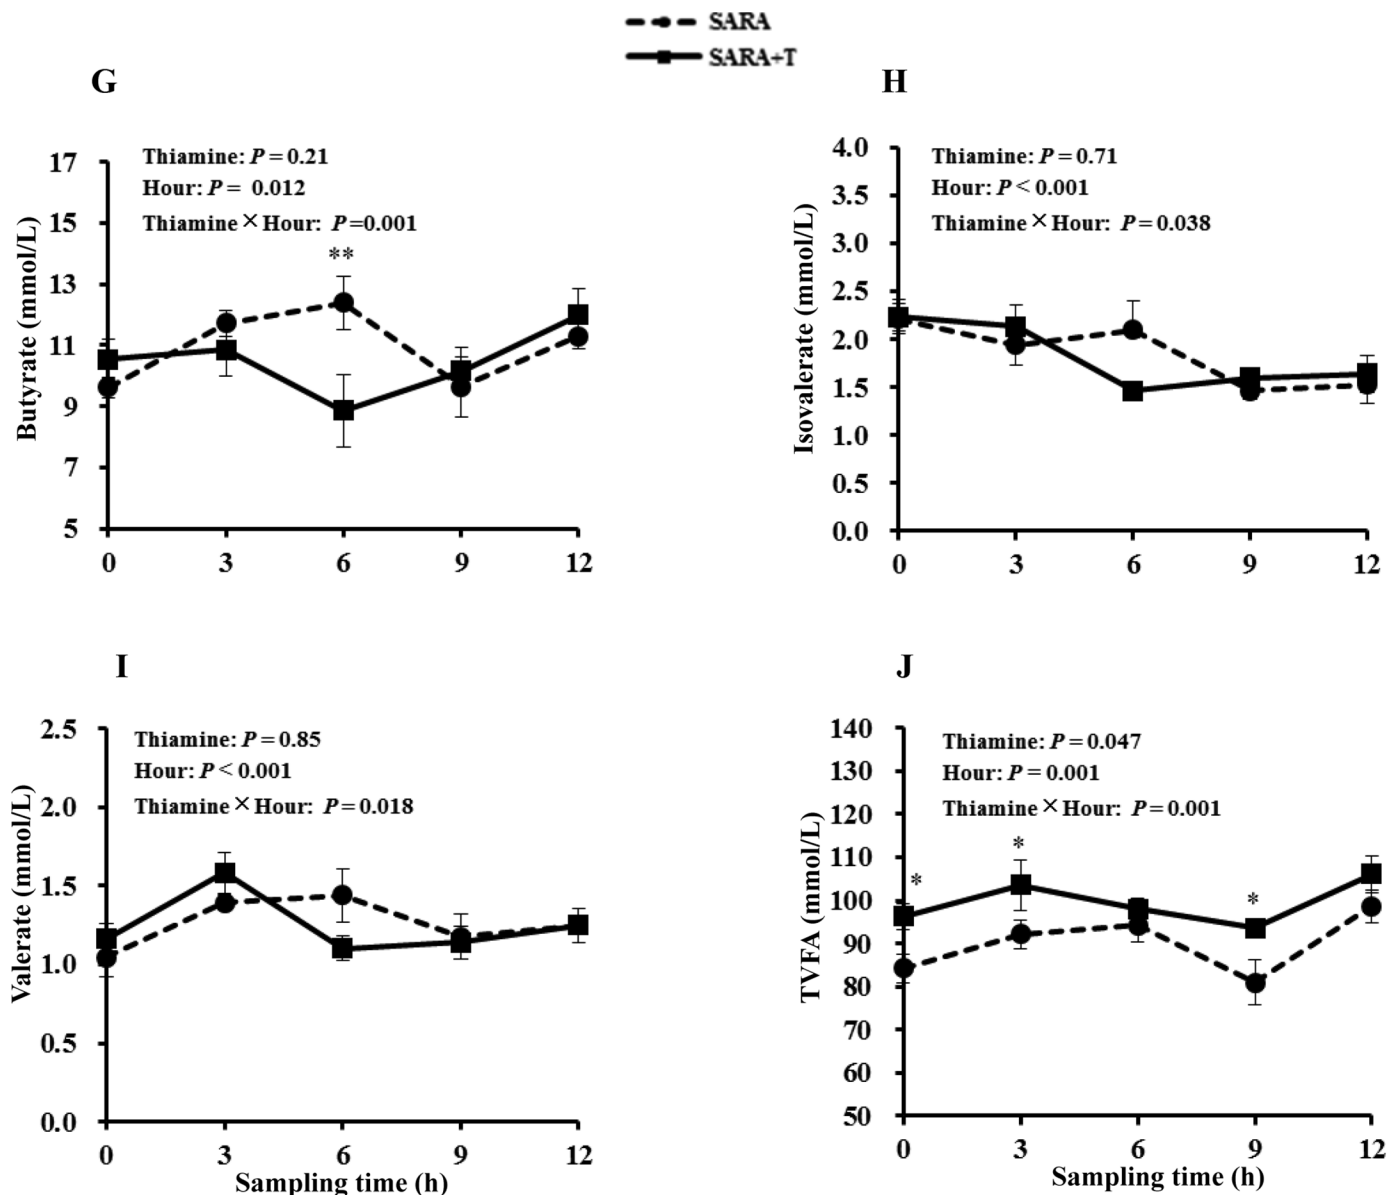 SARA
SARA+T
G
Thiamine: P = 0.21
Hour: P = 0.012
Thiamine × Hour: P =0.001
**
Butyrate (mmol/L)
17
15
13
11
9
7
5
0 3 6 9 12
H
Thiamine: P = 0.71
Hour: P < 0.001
Thiamine × Hour: P = 0.038
Isovalerate (mmol/L)
4.0
3.5
3.0
2.5
2.0
1.5
1.0
0.5
0.0
0 3 6 9 12
I
Thiamine: P = 0.85
Hour: P < 0.001
Thiamine × Hour: P = 0.018
Valerate (mmol/L)
2.5
2.0
1.5
1.0
0.5
0.0
0 3 6 9 12
Sampling time (h)
J
Thiamine: P = 0.047
Hour: P = 0.001
Thiamine × Hour: P = 0.001
* * *
TVFA (mmol/L)
140
130
120
110
100
90
80
70
60
50
0 3 6 9 12
Sampling time (h)